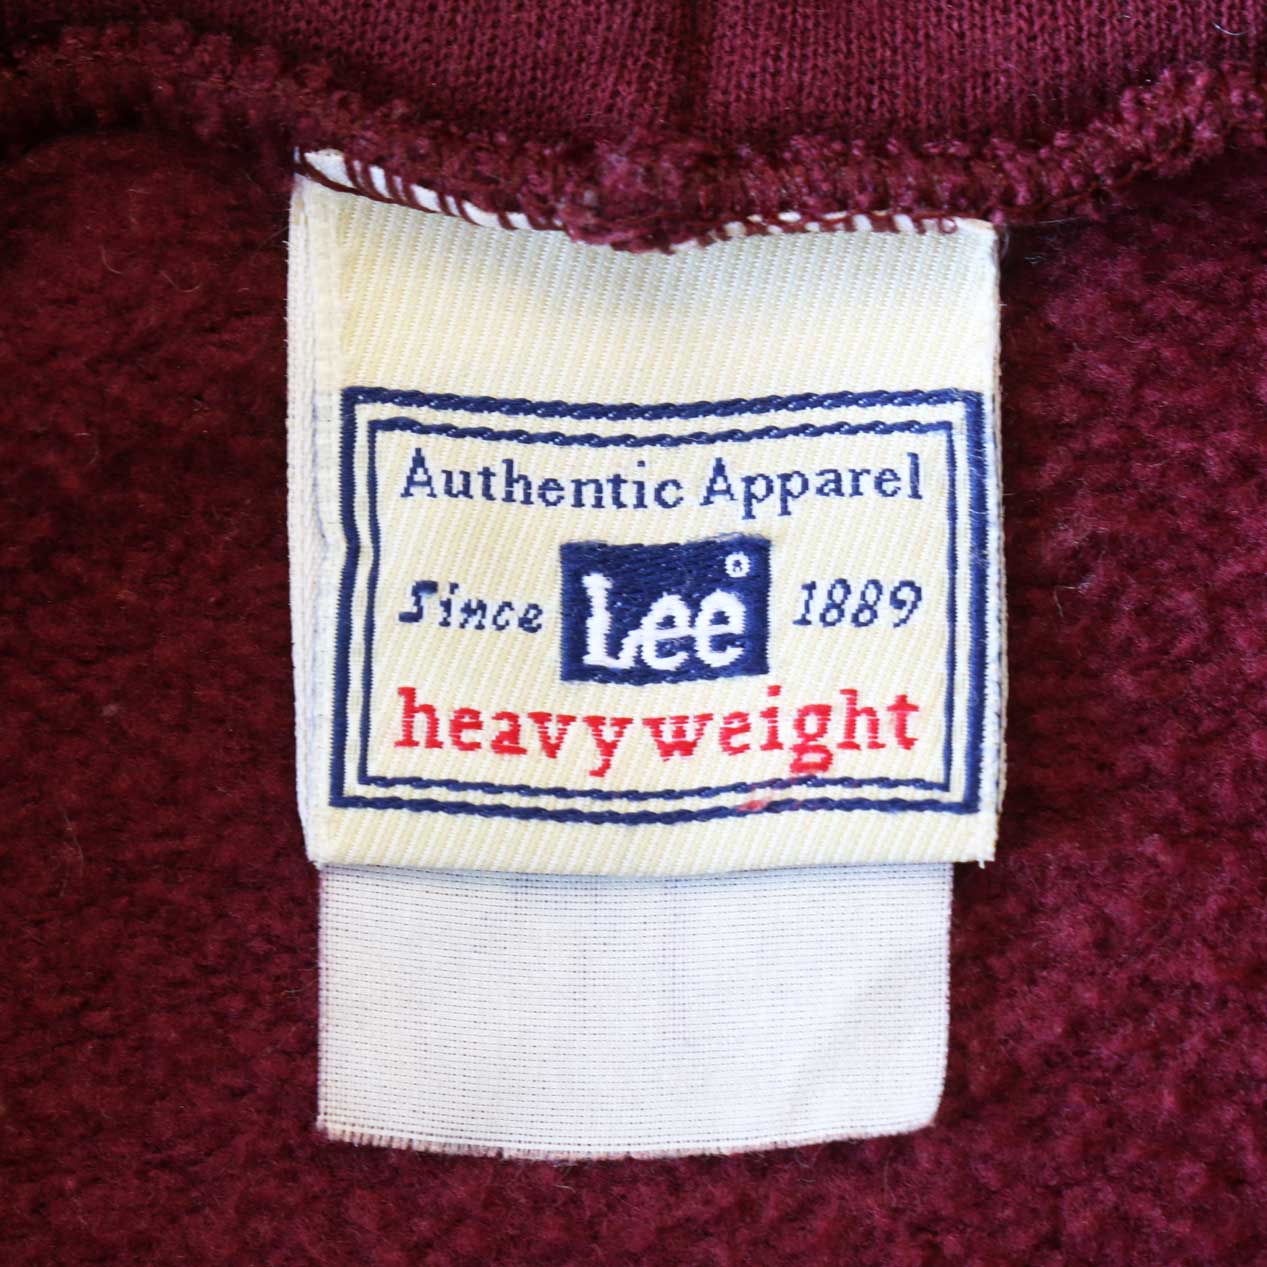 Authentic Apparel
Since Lee® 1889
heavyweight